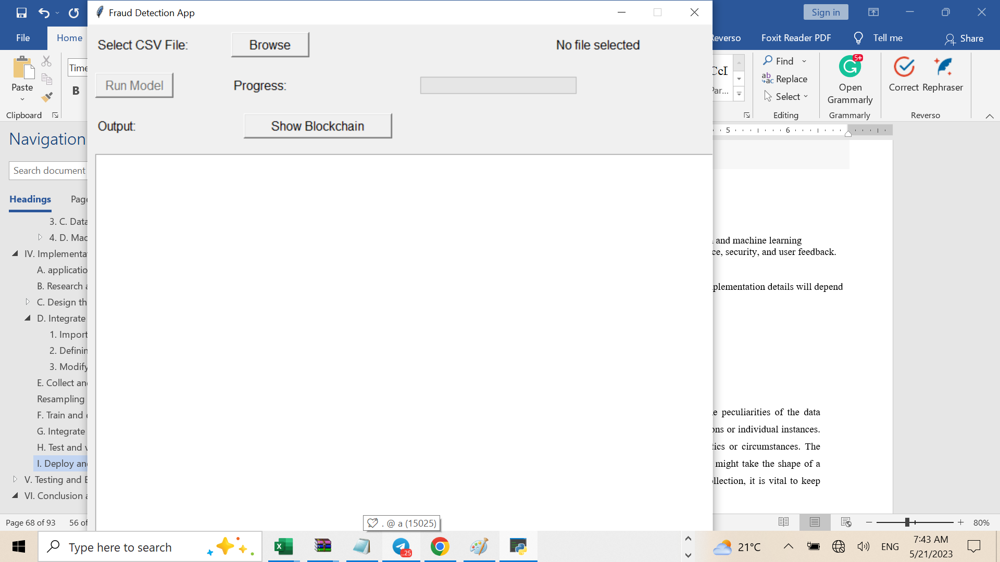 Fraud Detection App
Sign in
File
Home
Reverso
Foxit Reader PDF
Tell me
Share
Select CSV File:
Browse
No file selected
Run Model
Progress:
Output:
Show Blockchain
Paste
Clipboard
Time
B
CcI
Par...
Find
Replace
Select
Editing
5+
Open
Grammarly
Grammarly
Correct
Rephraser
Reverso
5
6
Navigation
Search document
Headings
Page
3. C. Data
4. D. Mac
IV. Implementa
A. applicatio
B. Research a
C. Design th
D. Integrate
1. Import
2. Definin
3. Modify
E. Collect and
Resampling
F. Train and e
G. Integrate
H. Test and v
I. Deploy and
V. Testing and E
VI. Conclusion a
and machine learning
ce, security, and user feedback.
plementation details will depend
e peculiarities of the data
ons or individual instances.
tics or circumstances. The
might take the shape of a
llection, it is vital to keep
Page 68 of 93
56 of
. @ a (15025)
80%
Type here to search
..25
21°C
ENG
7:43 AM
5/21/2023